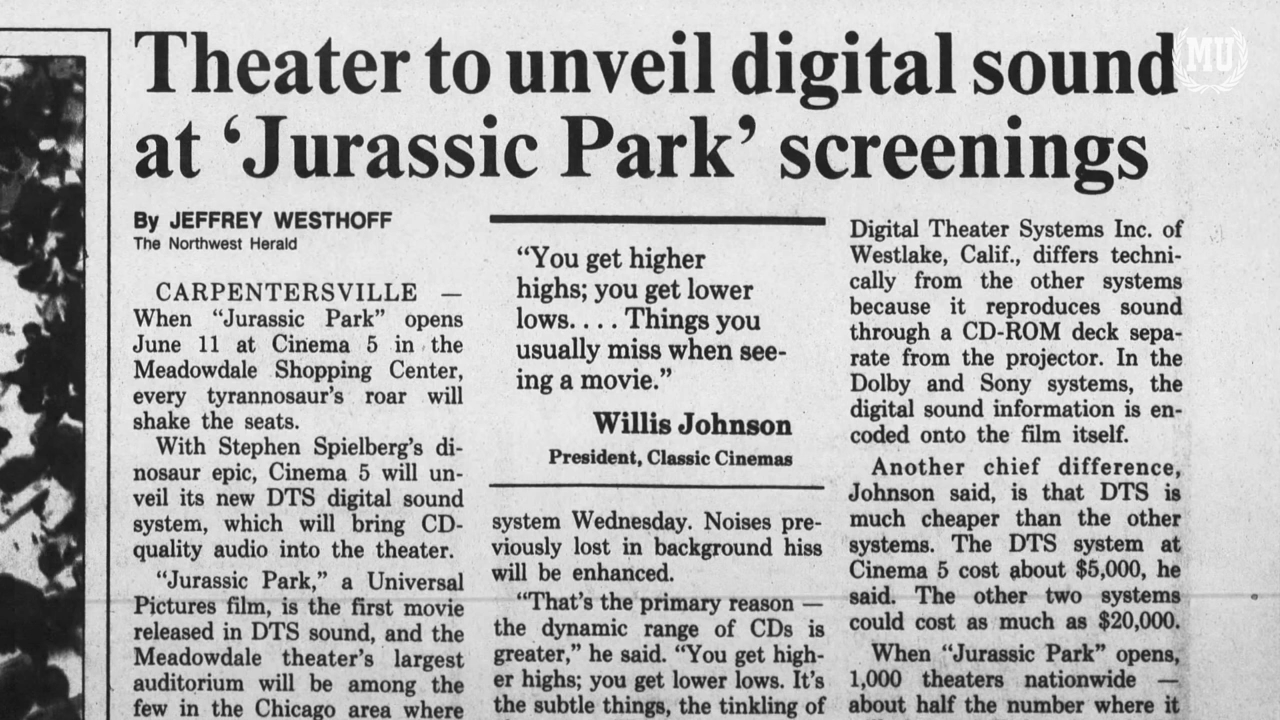 Theater to unveil digital sound
at ‘Jurassic Park’ screenings
MU
By JEFFREY WESTHOFF
The Northwest Herald
CARPENTERSVILLE —
When “Jurassic Park” opens
June 11 at Cinema 5 in the
Meadowdale Shopping Center,
every tyrannosaur’s roar will
shake the seats.
With Stephen Spielberg’s di-
nosaur epic, Cinema 5 will un-
veil its new DTS digital sound
system, which will bring CD-
quality audio into the theater.
“Jurassic Park,” a Universal
Pictures film, is the first movie
released in DTS sound, and the
Meadowdale theater’s largest
auditorium will be among the
few in the Chicago area where
“You get higher
highs; you get lower
lows. . . . Things you
usually miss when see-
ing a movie.”
Willis Johnson
President, Classic Cinemas
system Wednesday. Noises pre-
viously lost in background hiss
will be enhanced.
“That’s the primary reason —
the dynamic range of CDs is
greater,” he said. “You get high-
er highs; you get lower lows. It’s
the subtle things, the tinkling of
Digital Theater Systems Inc. of
Westlake, Calif., differs techni-
cally from the other systems
because it reproduces sound
through a CD-ROM deck sepa-
rate from the projector. In the
Dolby and Sony systems, the
digital sound information is en-
coded onto the film itself.
Another chief difference,
Johnson said, is that DTS is
much cheaper than the other
systems. The DTS system at
Cinema 5 cost about $5,000, he
said. The other two systems
could cost as much as $20,000.
When “Jurassic Park” opens,
1,000 theaters nationwide —
about half the number where it